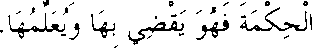 الْحِكْمَةَ فَهُوَ يَقْضِي بِهَا وَيُعَلِّمُهَا.